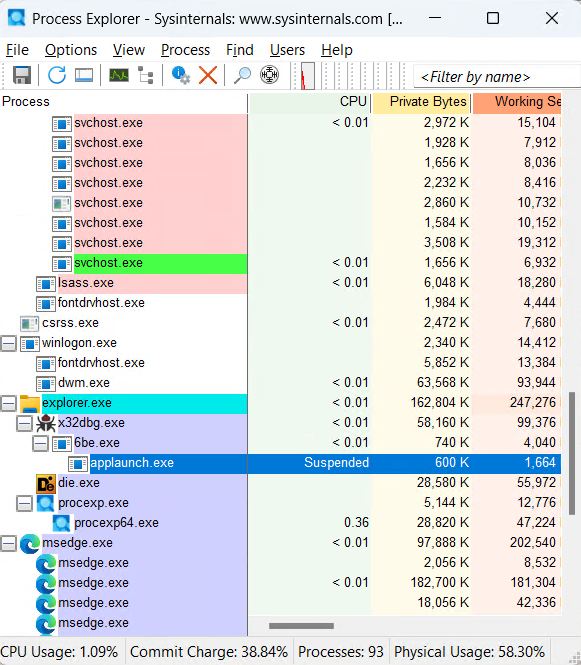 Process Explorer - Sysinternals: www.sysinternals.com [...
File Options View Process Find Users Help
<Filter by name>
Process CPU Private Bytes Working Se
svchost.exe < 0.01 2,972 K 15,104
svchost.exe 1,928 K 7,912
svchost.exe 1,656 K 8,036
svchost.exe 2,232 K 8,416
svchost.exe 2,860 K 10,732
svchost.exe 1,584 K 10,152
svchost.exe 3,508 K 19,312
svchost.exe < 0.01 1,656 K 6,932
lsass.exe < 0.01 6,048 K 18,280
fontdrvhost.exe 1,984 K 4,444
csrss.exe < 0.01 2,472 K 7,680
winlogon.exe 2,340 K 14,412
fontdrvhost.exe 5,852 K 13,384
dwm.exe < 0.01 63,568 K 93,944
explorer.exe < 0.01 162,804 K 247,276
x32dbg.exe < 0.01 58,160 K 99,376
6be.exe < 0.01 740 K 4,040
applaunch.exe Suspended 600 K 1,664
De die.exe 28,580 K 55,972
procexp.exe 5,144 K 12,776
procexp64.exe 0.36 28,820 K 47,224
msedge.exe < 0.01 97,888 K 202,540
msedge.exe 2,056 K 8,532
msedge.exe < 0.01 182,700 K 181,304
msedge.exe 18,056 K 42,336
msedge.exe
CPU Usage: 1.09% Commit Charge: 38.84% Processes: 93 Physical Usage: 58.30%